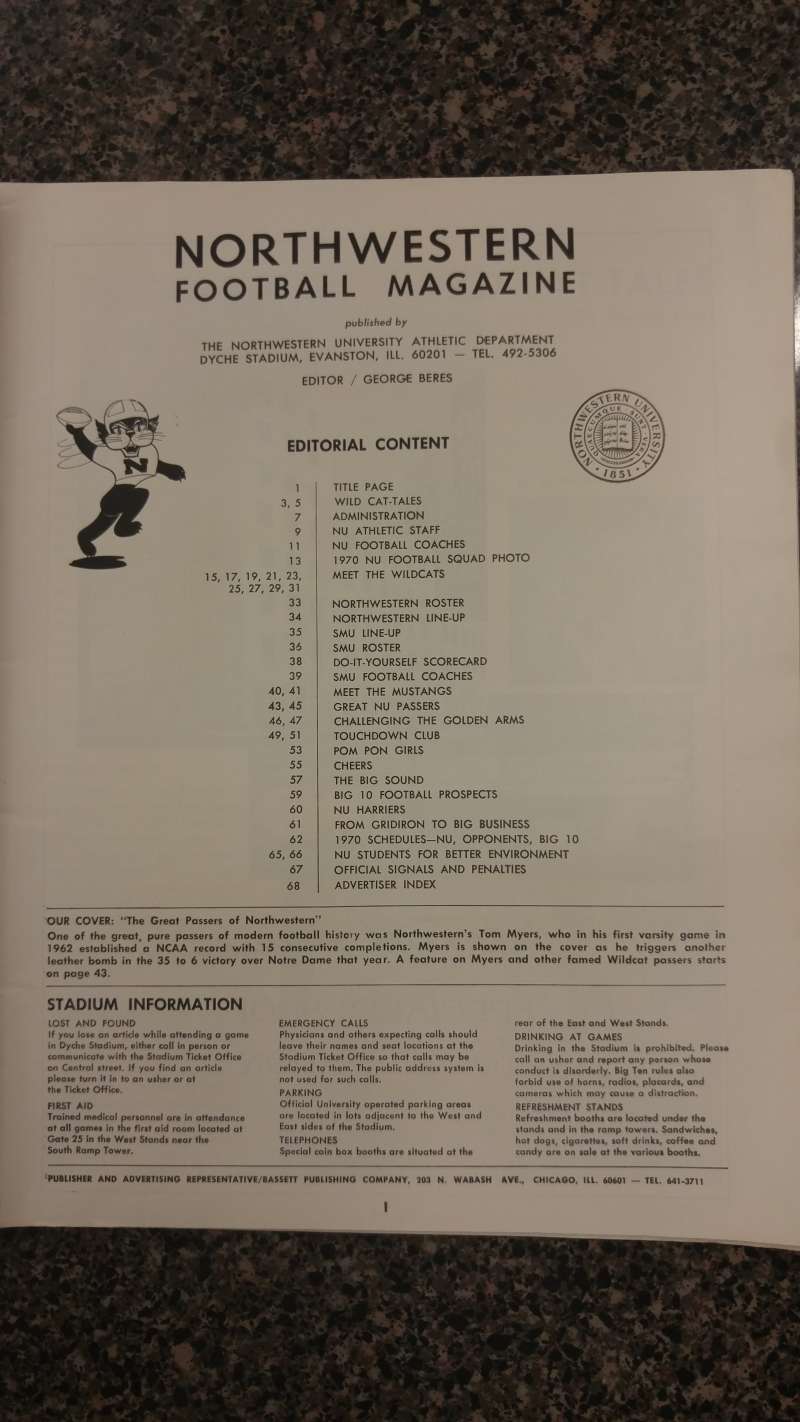 NORTHWESTERN
FOOTBALL MAGAZINE
published by
THE NORTHWESTERN UNIVERSITY ATHLETIC DEPARTMENT
DYCHE STADIUM, EVANSTON, ILL. 60201 — TEL. 492-5306
EDITOR / GEORGE BERES
N
NORTHWESTERN UNIVERSITY
QUAECUMQUE SUNT VERA
• 1851 •
EDITORIAL CONTENT
1 TITLE PAGE
3, 5 WILD CAT-TALES
7 ADMINISTRATION
9 NU ATHLETIC STAFF
11 NU FOOTBALL COACHES
13 1970 NU FOOTBALL SQUAD PHOTO
15, 17, 19, 21, 23, MEET THE WILDCATS
25, 27, 29, 31
33 NORTHWESTERN ROSTER
34 NORTHWESTERN LINE-UP
35 SMU LINE-UP
36 SMU ROSTER
38 DO-IT-YOURSELF SCORECARD
39 SMU FOOTBALL COACHES
40, 41 MEET THE MUSTANGS
43, 45 GREAT NU PASSERS
46, 47 CHALLENGING THE GOLDEN ARMS
49, 51 TOUCHDOWN CLUB
53 POM PON GIRLS
55 CHEERS
57 THE BIG SOUND
59 BIG 10 FOOTBALL PROSPECTS
60 NU HARRIERS
61 FROM GRIDIRON TO BIG BUSINESS
62 1970 SCHEDULES—NU, OPPONENTS, BIG 10
65, 66 NU STUDENTS FOR BETTER ENVIRONMENT
67 OFFICIAL SIGNALS AND PENALTIES
68 ADVERTISER INDEX
OUR COVER: "The Great Passers of Northwestern"
One of the great, pure passers of modern football history was Northwestern's Tom Myers, who in his first varsity game in
1962 established a NCAA record with 15 consecutive completions. Myers is shown on the cover as he triggers another
leather bomb in the 35 to 6 victory over Notre Dame that year. A feature on Myers and other famed Wildcat passers starts
on page 43.
STADIUM INFORMATION
LOST AND FOUND
If you lose an article while attending a game
in Dyche Stadium, either call in person or
communicate with the Stadium Ticket Office
on Central street. If you find an article
please turn it in to an usher or at
the Ticket Office.
FIRST AID
Trained medical personnel are in attendance
at all games in the first aid room located at
Gate 25 in the West Stands near the
South Ramp Tower.
EMERGENCY CALLS
Physicians and others expecting calls should
leave their names and seat locations at the
Stadium Ticket Office so that calls may be
relayed to them. The public address system is
not used for such calls.
PARKING
Official University operated parking areas
are located in lots adjacent to the West and
East sides of the Stadium.
TELEPHONES
Special coin box booths are situated at the
rear of the East and West Stands.
DRINKING AT GAMES
Drinking in the Stadium is prohibited. Please
call an usher and report any person whose
conduct is disorderly. Big Ten rules also
forbid use of horns, radios, placards, and
cameras which may cause a distraction.
REFRESHMENT STANDS
Refreshment booths are located under the
stands and in the ramp towers. Sandwiches,
hot dogs, cigarettes, soft drinks, coffee and
candy are on sale at the various booths.
PUBLISHER AND ADVERTISING REPRESENTATIVE/BASSETT PUBLISHING COMPANY, 203 N. WABASH AVE., CHICAGO, ILL. 60601 — TEL. 641-3711
1